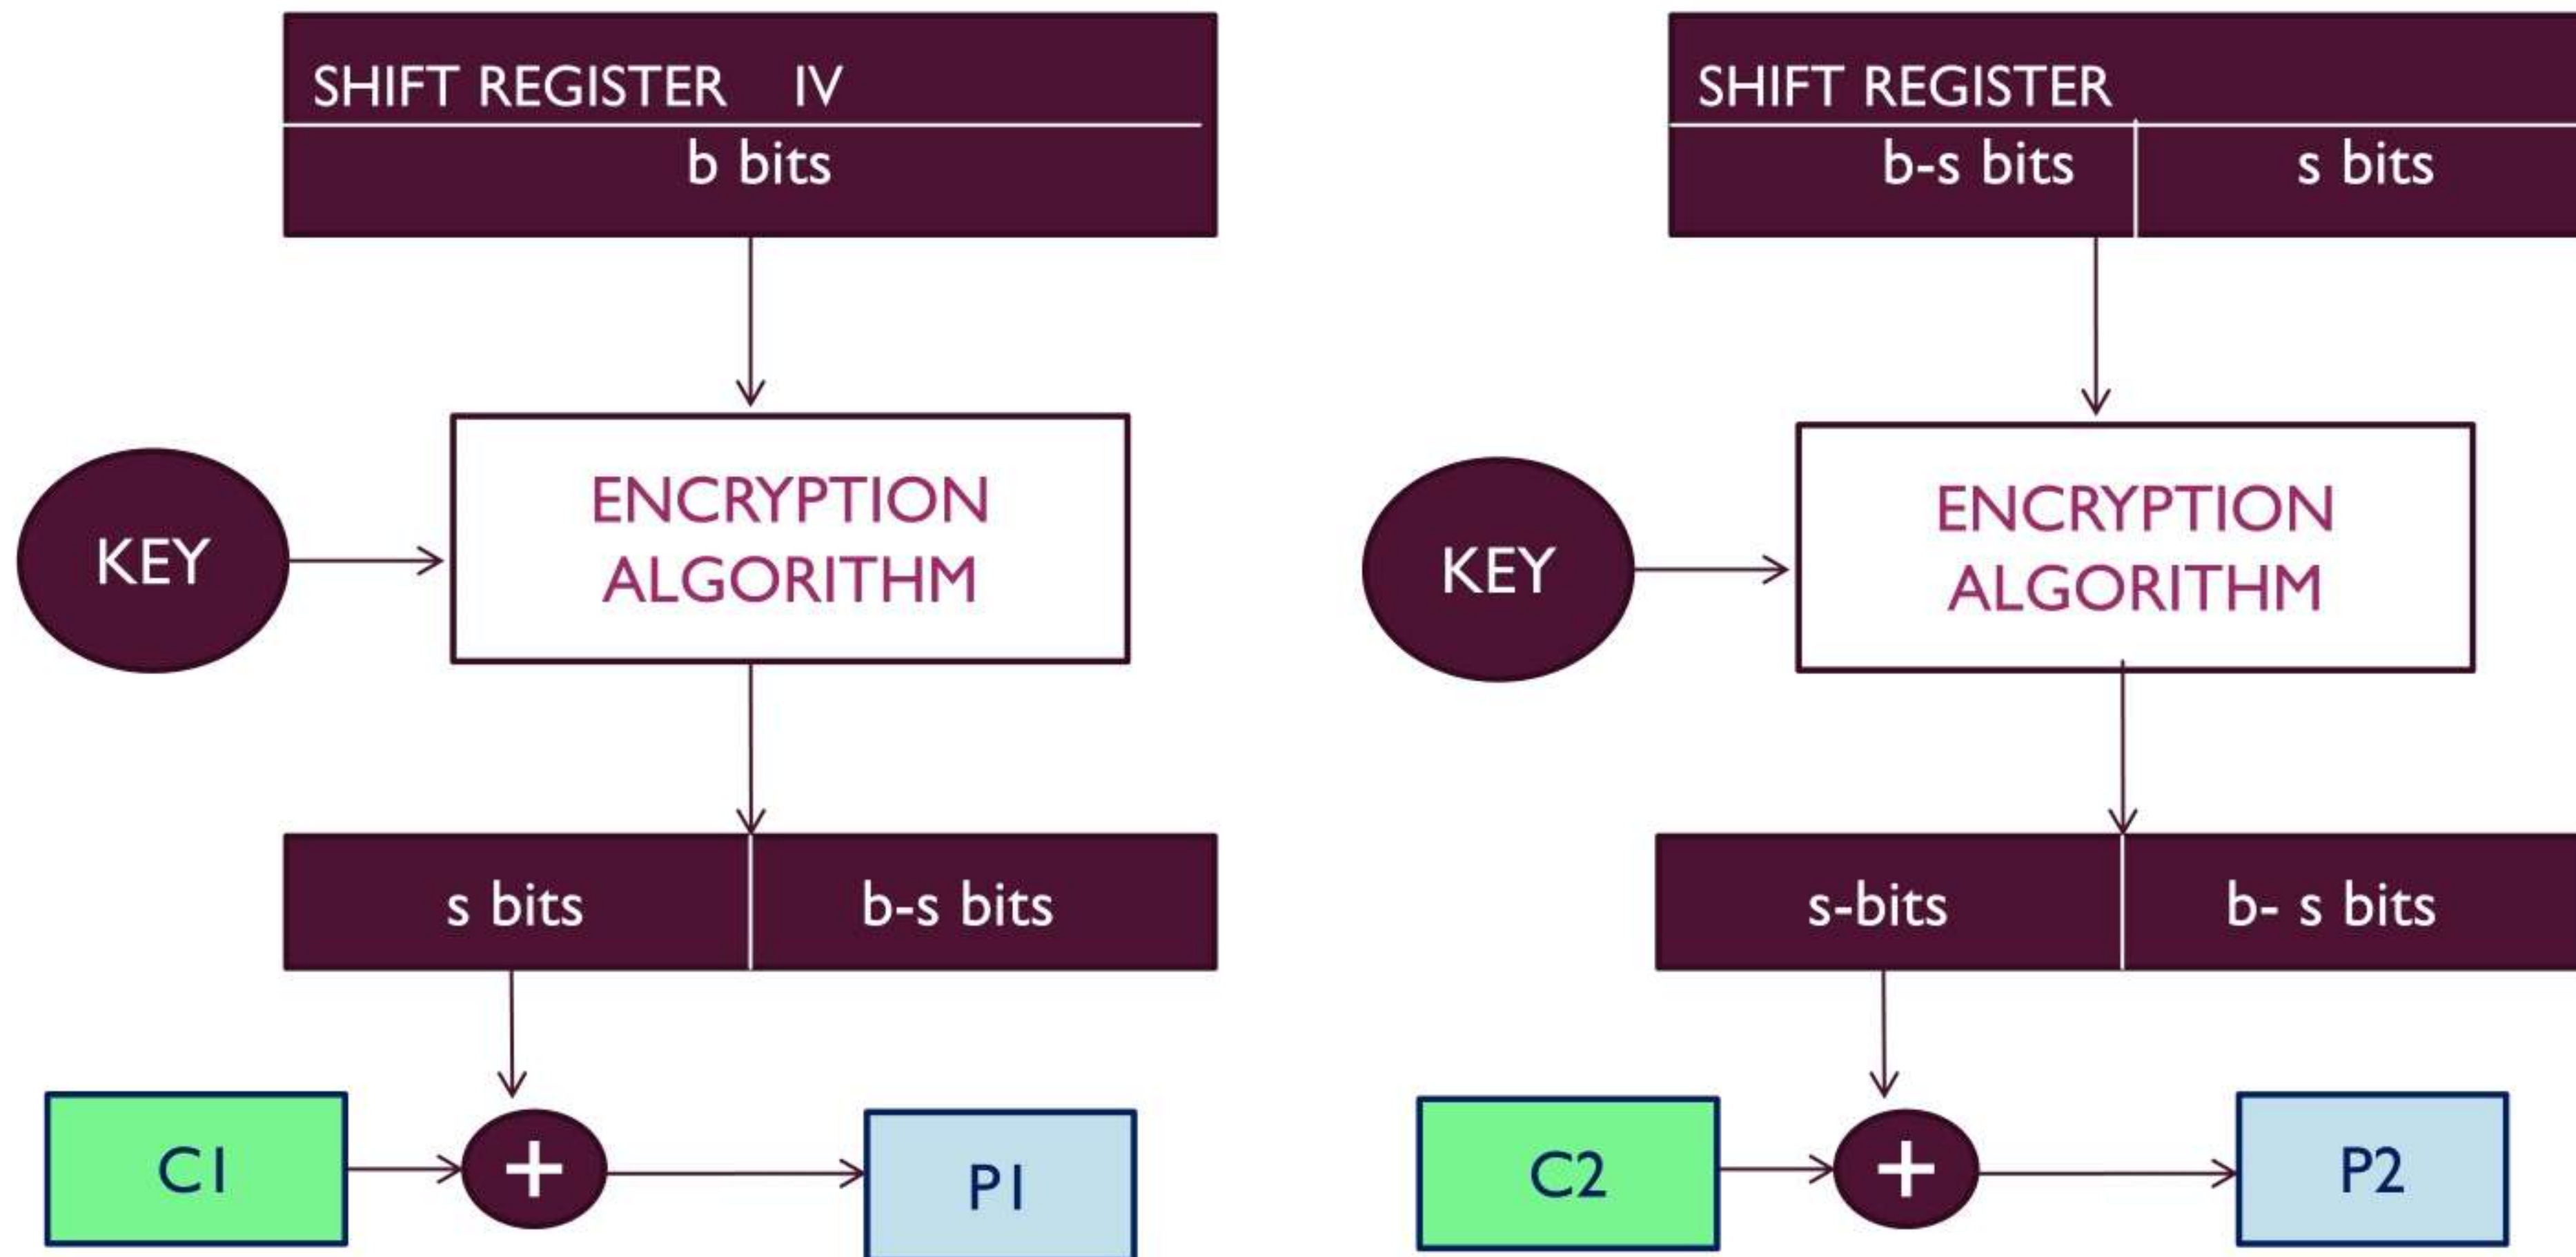 SHIFT REGISTER IV
b bits
KEY
ENCRYPTION
ALGORITHM
s bits
b-s bits
C1
+
P1
SHIFT REGISTER
b-s bits
s bits
KEY
ENCRYPTION
ALGORITHM
s-bits
b- s bits
C2
+
P2